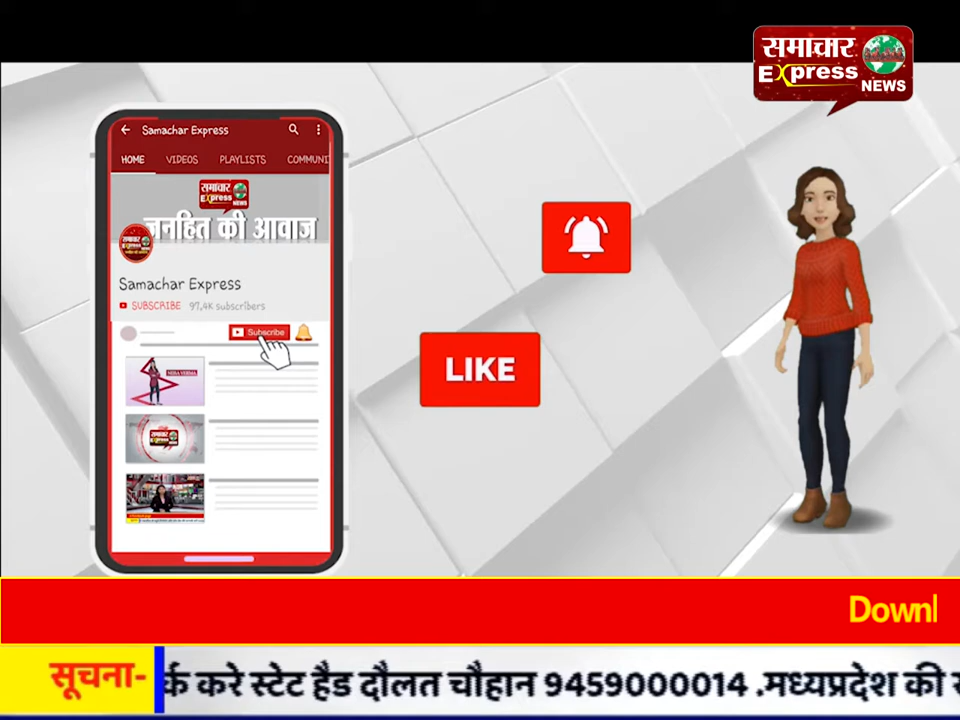 समाचार
Express
NEWS
Samachar Express
HOME VIDEOS PLAYLISTS COMMUNI
समाचार
Express
NEWS
जनहित की आवाज
Samachar Express
SUBSCRIBE 97.4K subscribers
Subscribe
LIKE
Downl
सूचना- र्क करे स्टेट हैड दौलत चौहान 9459000014 .मध्यप्रदेश की